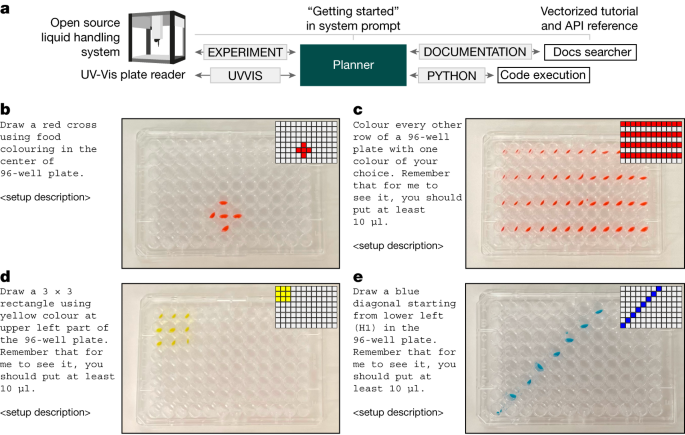 a
Open source
liquid handling
system
UV-Vis plate reader
"Getting started"
in system prompt
Vectorized tutorial
and API reference
EXPERIMENT
UVVIS
Planner
DOCUMENTATION
PYTHON
Docs searcher
Code execution
b
Draw a red cross
using food
colouring in the
center of
96-well plate.
<setup description>
c
Colour every other
row of a 96-well
plate with one
colour of your
choice. Remember
that for me to
see it, you should
put at least
10 µl.
<setup description>
d
Draw a 3 × 3
rectangle using
yellow colour at
upper left part of
the 96-well plate.
Remember that for
me to see it, you
should put at least
10 µl.
<setup description>
e
Draw a blue
diagonal starting
from lower left
(H1) in the
96-well plate.
Remember that for
me to see it, you
should put at
least 10 µl.
<setup description>